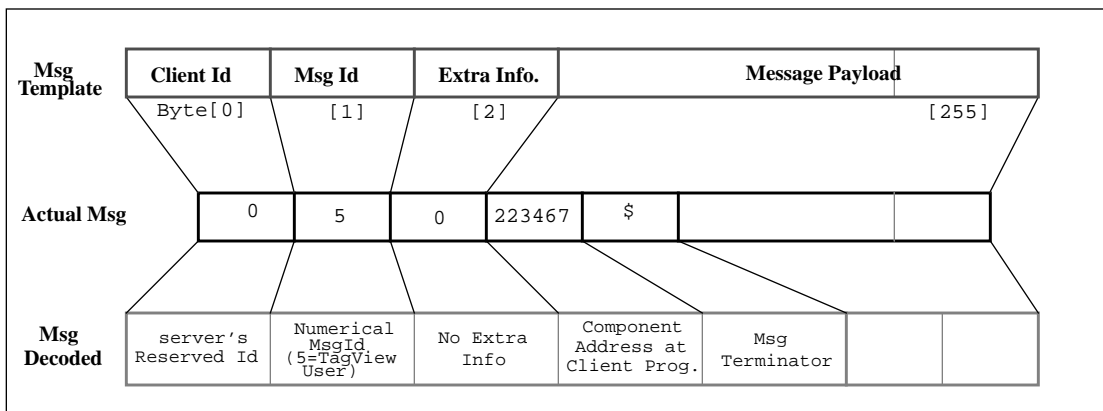 Msg
Template
Client Id
Msg Id
Extra Info.
Message Payload
Byte[0]
[1]
[2]
[255]
Actual Msg
0
5
0
223467
$
Msg
Decoded
server's
Reserved Id
Numerical
MsgId
(5=TagView
User)
No Extra
Info
Component
Address at
Client Prog.
Msg
Terminator